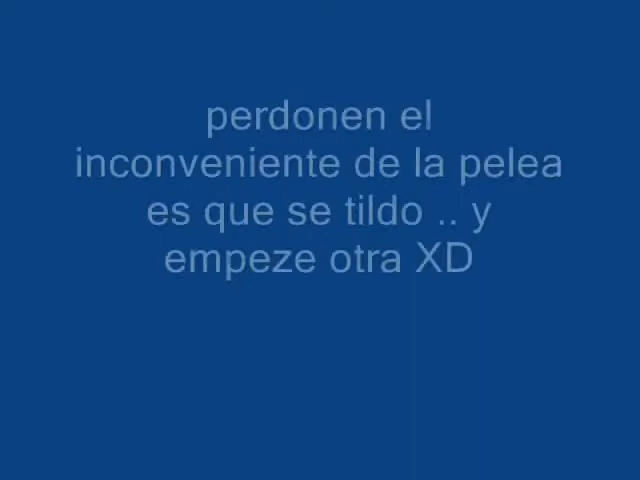 perdonen el
inconveniente de la pelea
es que se tildo .. y
empeze otra XD